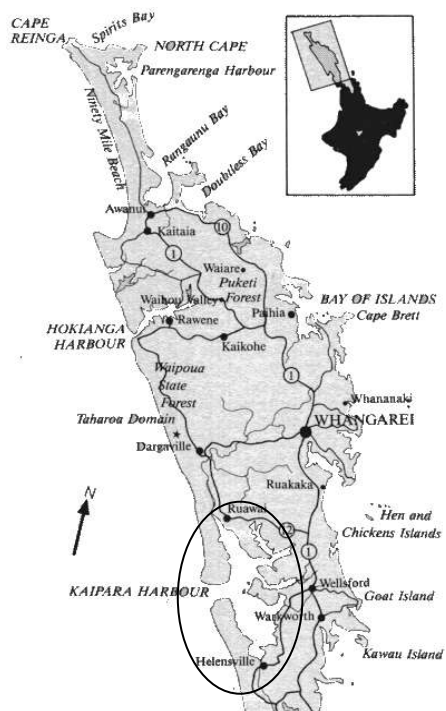 CAPE
REINGA
Spirits Bay
NORTH CAPE
Parengarenga Harbour
Ninety Mile Beach
Rangaunu Bay
Doubtless Bay
Awanui
Kaitaia
10
1
Waiare
Puketi
Forest
Waihou Valley
BAY OF ISLANDS
Cape Brett
Paihia
Rawene
HOKIANGA
HARBOUR
Kaikohe
Waipoua
State
Forest
1
Whananaki
Taharoa Domain
WHANGAREI
Dargaville
Ruakaka
N
Ruawai
Hen and
Chickens Islands
12
1
KAIPARA HARBOUR
Wellsford
Goat Island
Warkworth
Kawau Island
Helensville